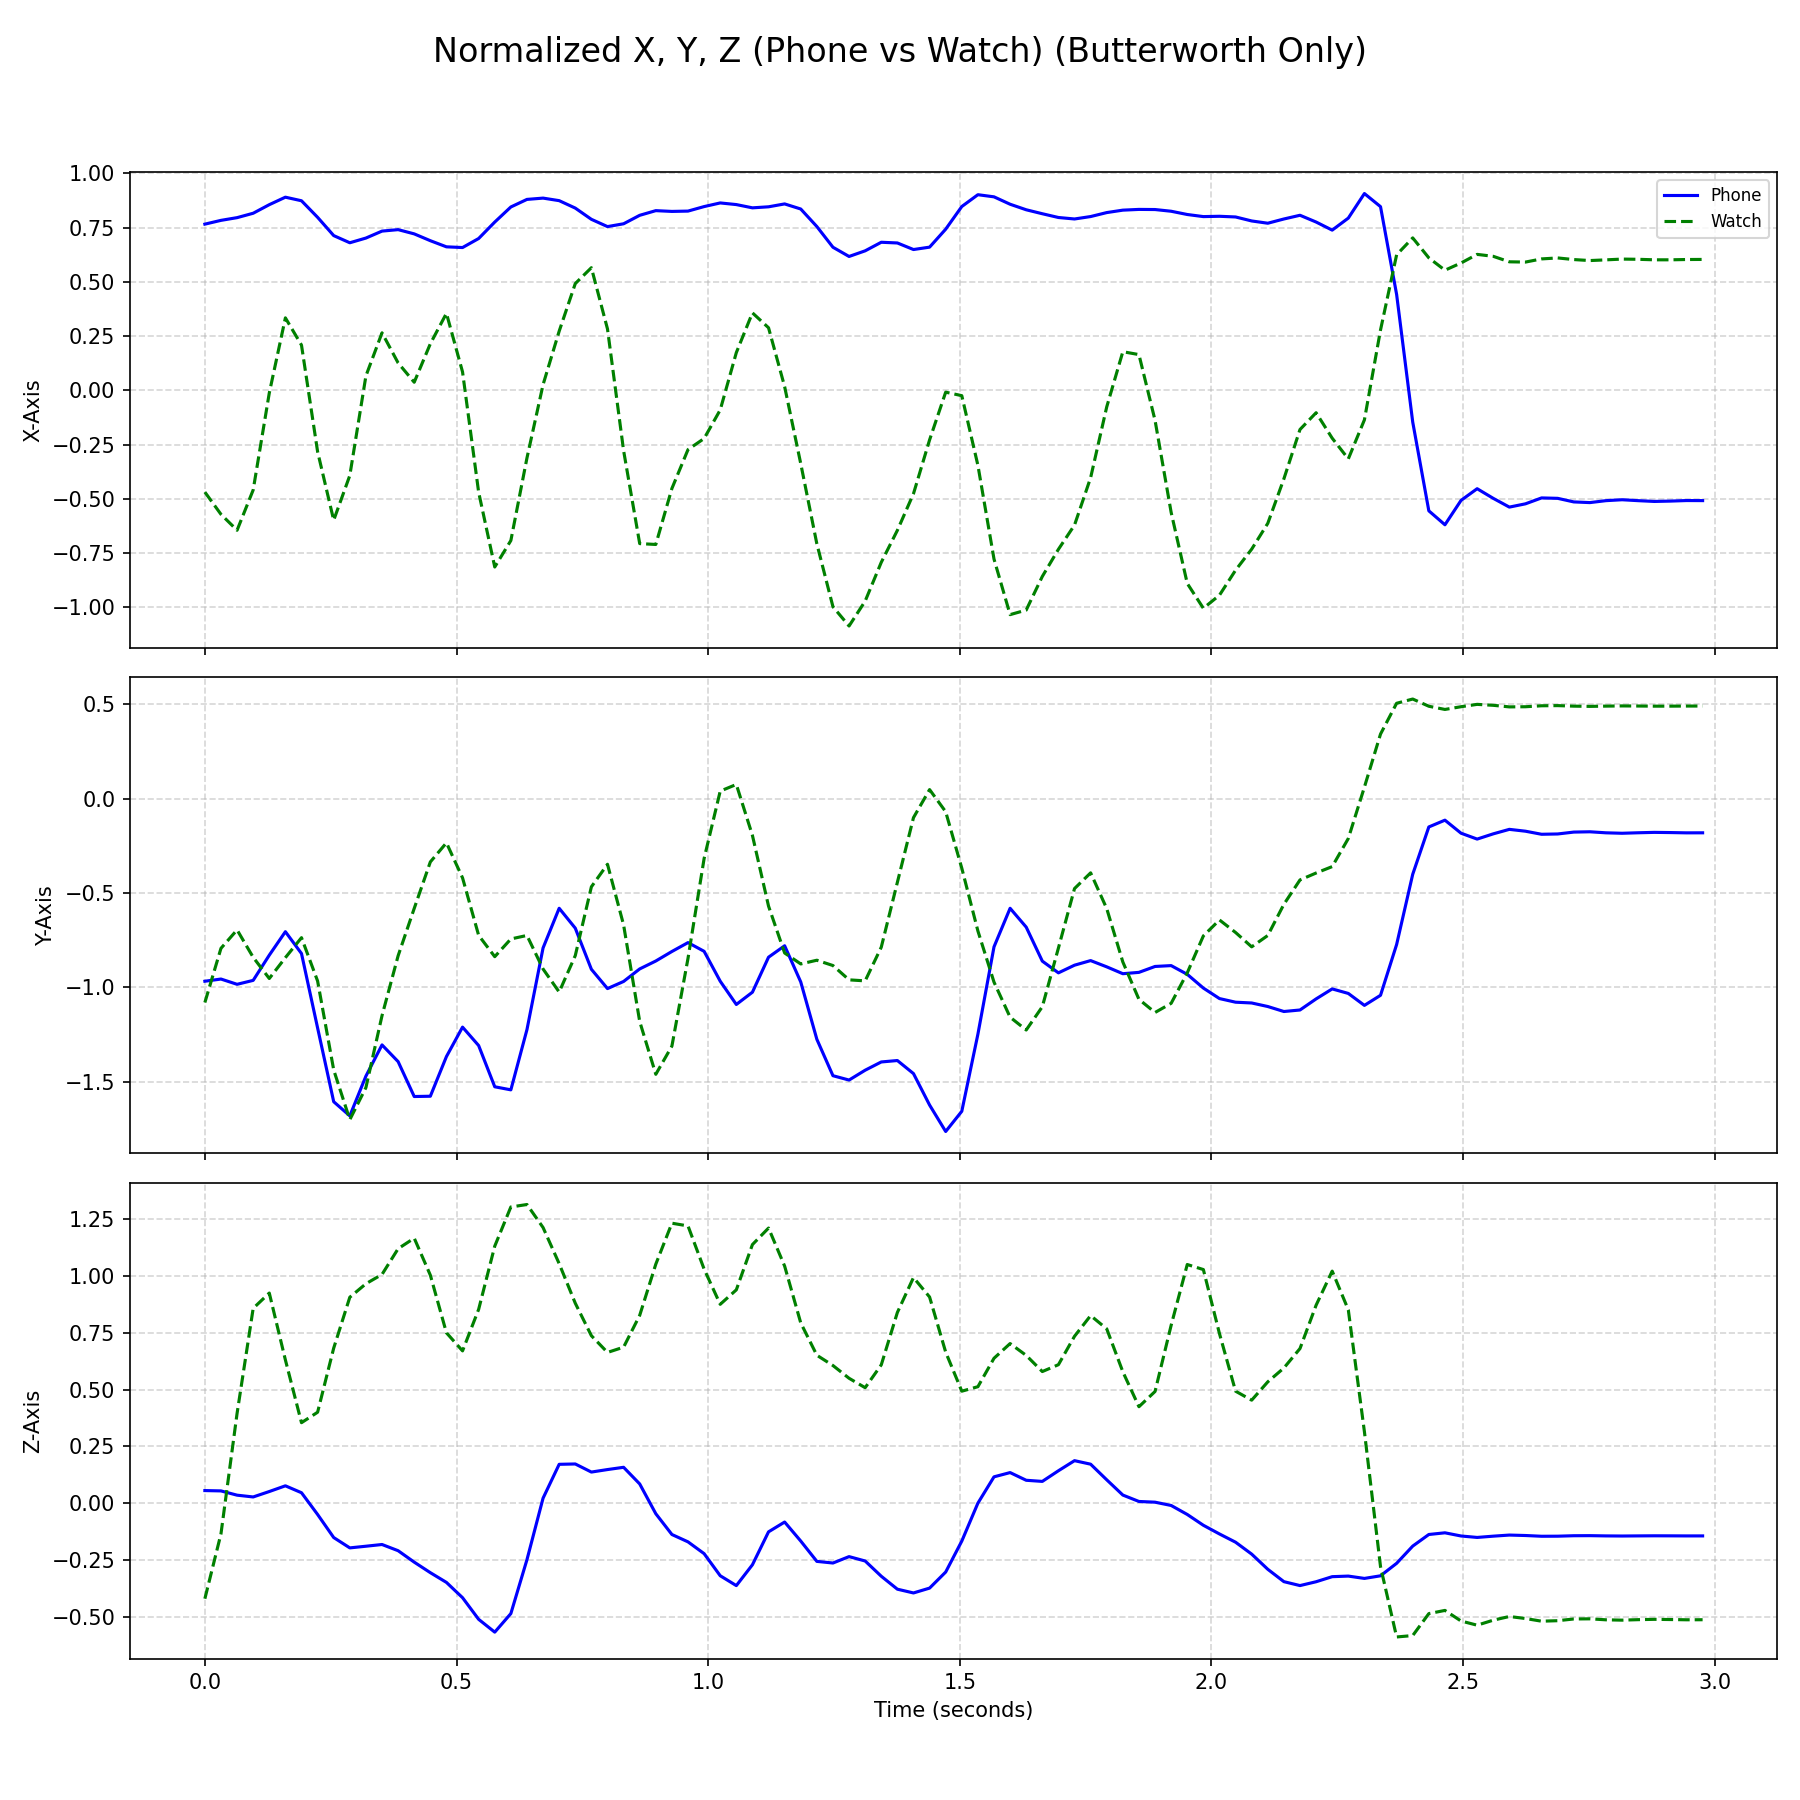 Normalized X, Y, Z (Phone vs Watch) (Butterworth Only)
Phone
Watch
X-Axis
1.00
0.75
0.50
0.25
0.00
−0.25
−0.50
−0.75
−1.00
Y-Axis
0.5
0.0
−0.5
−1.0
−1.5
Z-Axis
1.25
1.00
0.75
0.50
0.25
0.00
−0.25
−0.50
0.0 0.5 1.0 1.5 2.0 2.5 3.0
Time (seconds)